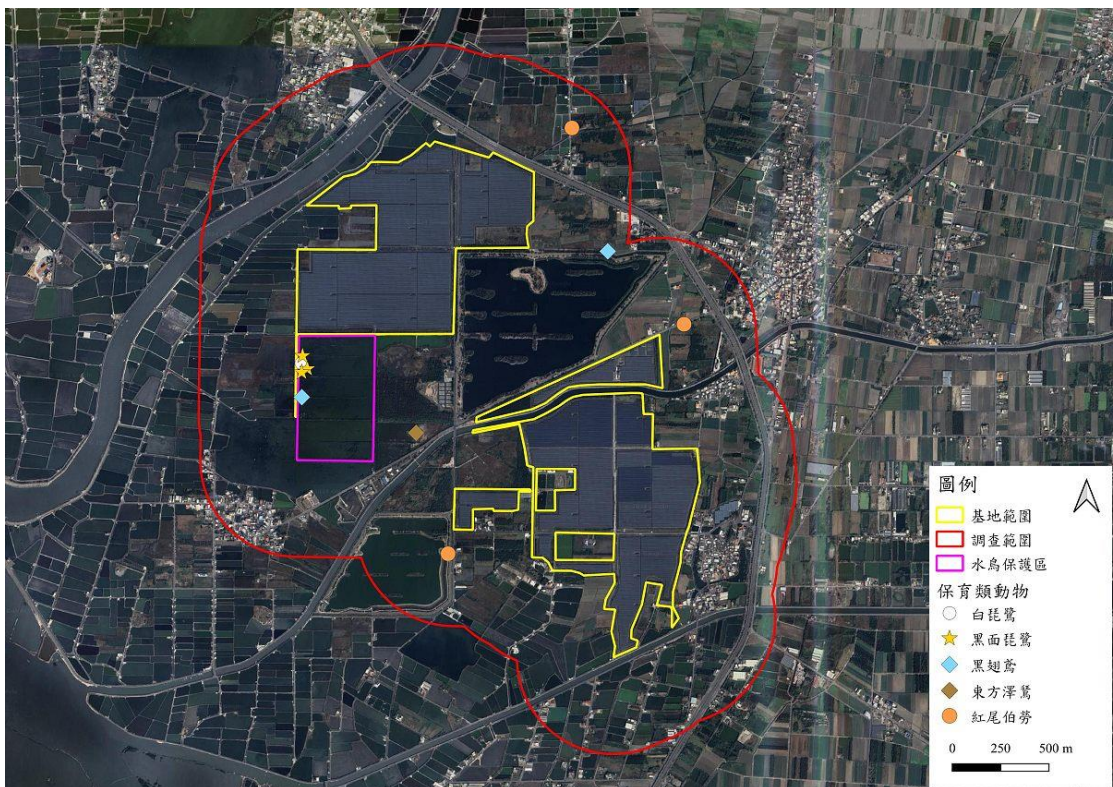 圖例
基地範圍
調查範圍
水鳥保護區
保育類動物
白琵鷺
黑面琵鷺
黑翅鳶
東方澤鵟
紅尾伯勞
0 250 500 m